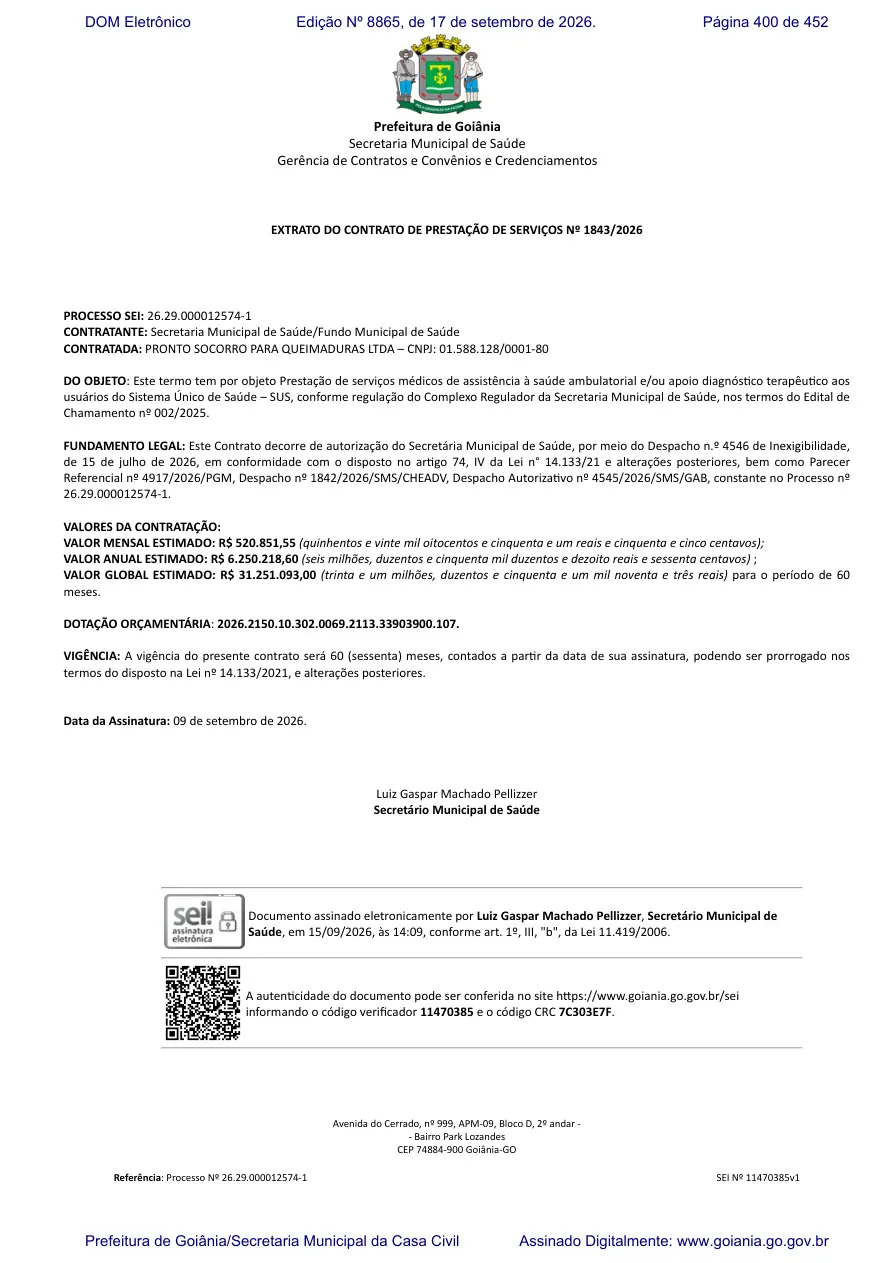 DOM Eletrônico Edição Nº 8865, de 17 de setembro de 2026. Página 400 de 452
Prefeitura de Goiânia
Secretaria Municipal de Saúde
Gerência de Contratos e Convênios e Credenciamentos
EXTRATO DO CONTRATO DE PRESTAÇÃO DE SERVIÇOS Nº 1843/2026
PROCESSO SEI: 26.29.000012574-1
CONTRATANTE: Secretaria Municipal de Saúde/Fundo Municipal de Saúde
CONTRATADA: PRONTO SOCORRO PARA QUEIMADURAS LTDA – CNPJ: 01.588.128/0001-80
DO OBJETO: Este termo tem por objeto Prestação de serviços médicos de assistência à saúde ambulatorial e/ou apoio diagnóstico terapêutico aos
usuários do Sistema Único de Saúde – SUS, conforme regulação do Complexo Regulador da Secretaria Municipal de Saúde, nos termos do Edital de
Chamamento nº 002/2025.
FUNDAMENTO LEGAL: Este Contrato decorre de autorização do Secretária Municipal de Saúde, por meio do Despacho n.º 4546 de Inexigibilidade,
de 15 de julho de 2026, em conformidade com o disposto no artigo 74, IV da Lei n° 14.133/21 e alterações posteriores, bem como Parecer
Referencial nº 4917/2026/PGM, Despacho nº 1842/2026/SMS/CHEADV, Despacho Autorizativo nº 4545/2026/SMS/GAB, constante no Processo nº
26.29.000012574-1.
VALORES DA CONTRATAÇÃO:
VALOR MENSAL ESTIMADO: R$ 520.851,55 (quinhentos e vinte mil oitocentos e cinquenta e um reais e cinquenta e cinco centavos);
VALOR ANUAL ESTIMADO: R$ 6.250.218,60 (seis milhões, duzentos e cinquenta mil duzentos e dezoito reais e sessenta centavos) ;
VALOR GLOBAL ESTIMADO: R$ 31.251.093,00 (trinta e um milhões, duzentos e cinquenta e um mil noventa e três reais) para o período de 60
meses.
DOTAÇÃO ORÇAMENTÁRIA: 2026.2150.10.302.0069.2113.33903900.107.
VIGÊNCIA: A vigência do presente contrato será 60 (sessenta) meses, contados a partir da data de sua assinatura, podendo ser prorrogado nos
termos do disposto na Lei nº 14.133/2021, e alterações posteriores.
Data da Assinatura: 09 de setembro de 2026.
Luiz Gaspar Machado Pellizzer
Secretário Municipal de Saúde
sei!
assinatura
eletrônica
Documento assinado eletronicamente por Luiz Gaspar Machado Pellizzer, Secretário Municipal de
Saúde, em 15/09/2026, às 14:09, conforme art. 1º, III, "b", da Lei 11.419/2006.
A autenticidade do documento pode ser conferida no site https://www.goiania.go.gov.br/sei
informando o código verificador 11470385 e o código CRC 7C303E7F.
Avenida do Cerrado, nº 999, APM-09, Bloco D, 2º andar -
- Bairro Park Lozandes
CEP 74884-900 Goiânia-GO
Referência: Processo Nº 26.29.000012574-1 SEI Nº 11470385v1
Prefeitura de Goiânia/Secretaria Municipal da Casa Civil Assinado Digitalmente: www.goiania.go.gov.br